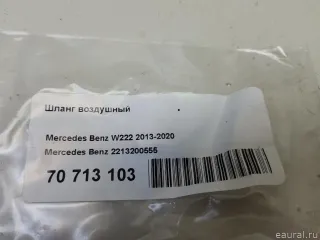 Шланг воздушный
Mercedes Benz W222 2013-2020
Mercedes Benz 2213200555
70 713 103
eaural.ru